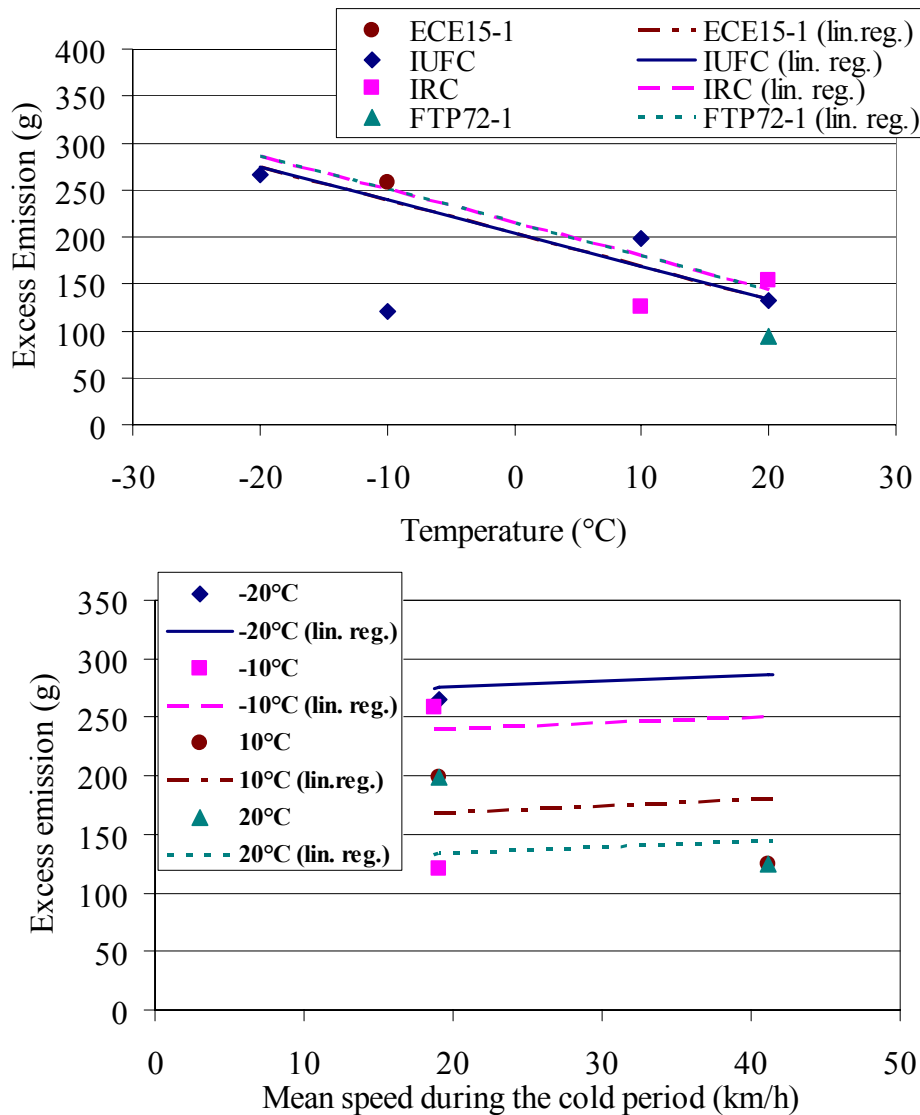 ECE15-1 ECE15-1 (lin.reg.)
IUFC IUFC (lin. reg.)
IRC IRC (lin. reg.)
FTP72-1 FTP72-1 (lin. reg.)
Excess Emission (g)
400
350
300
250
200
150
100
50
0
-30 -20 -10 0 10 20 30
Temperature (°C)
-20°C
-20°C (lin. reg.)
-10°C
-10°C (lin. reg.)
10°C
10°C (lin.reg.)
20°C
20°C (lin. reg.)
Excess emission (g)
350
300
250
200
150
100
50
0
0 10 20 30 40 50
Mean speed during the cold period (km/h)